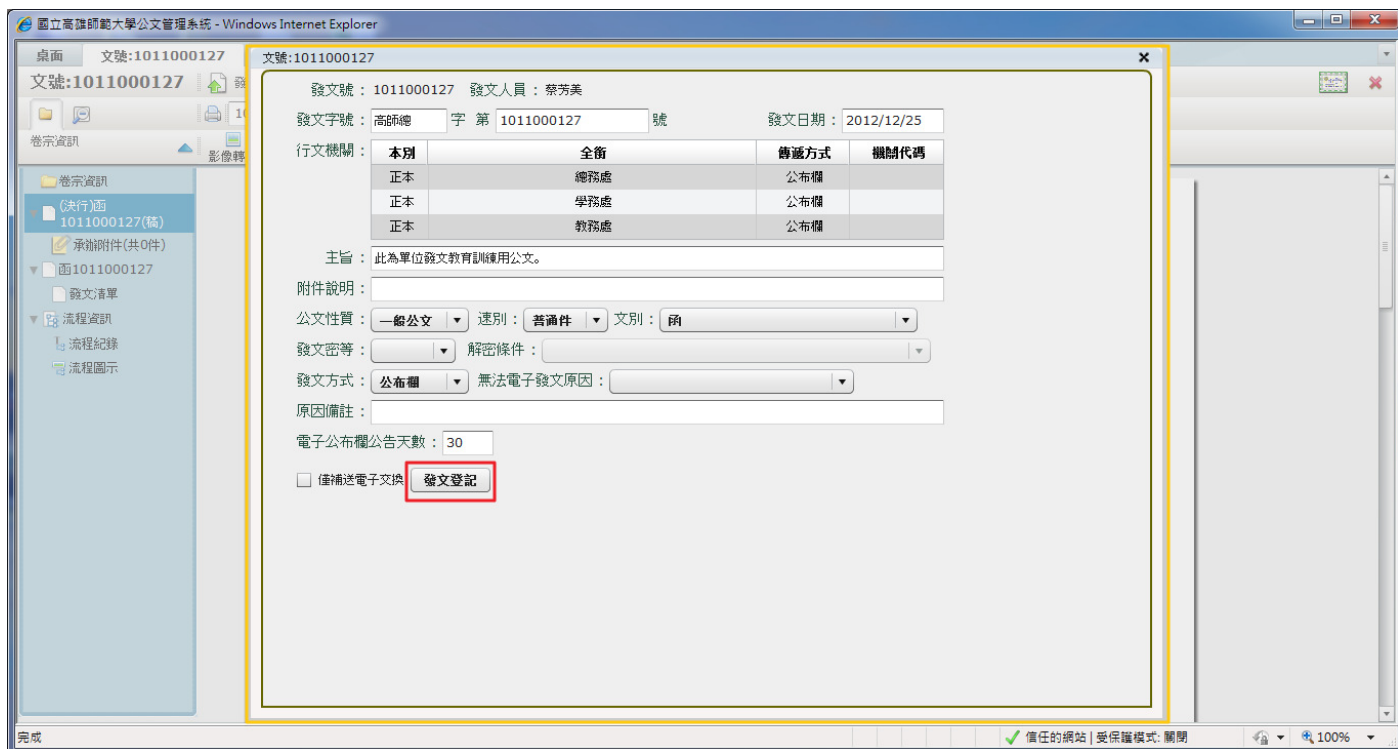 國立高雄師範大學公文管理系統 - Windows Internet Explorer
桌面 文號:1011000127
文號:1011000127
卷宗資訊
影像轉
卷宗資訊
(決行)函
1011000127(稿)
承辦附件(共0件)
函1011000127
發文清單
流程資訊
流程紀錄
流程圖示
文號:1011000127
發文號： 1011000127 發文人員：蔡芳美
發文字號： 高師總 字 第 1011000127 號 發文日期： 2012/12/25
行文機關： 本別 全銜 傳遞方式 機關代碼
正本 總務處 公布欄
正本 學務處 公布欄
正本 教務處 公布欄
主旨： 此為單位發文教育訓練用公文。
附件說明：
公文性質： 一般公文 速別： 普通件 文別： 函
發文密等： 解密條件：
發文方式： 公布欄 無法電子發文原因：
原因備註：
電子公布欄公告天數： 30
僅補送電子交換 發文登記
完成 信任的網站 | 受保護模式: 關閉 100%